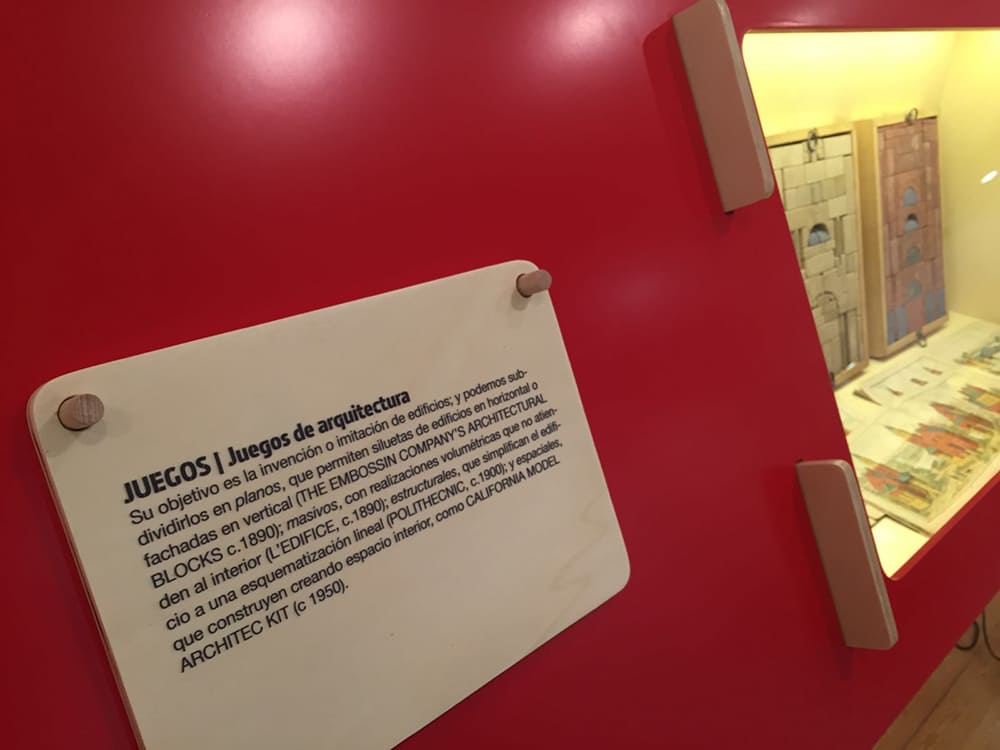 JUEGOS | Juegos de arquitectura
Su objetivo es la invención o imitación de edificios; y podemos sub-
dividirlos en planos, que permiten siluetas de edificios en horizontal o
fachadas en vertical (THE EMBOSSIN COMPANY'S ARCHITECTURAL
BLOCKS c.1890); masivos, con realizaciones volumétricas que no atien-
den al interior (L'EDIFICE, c.1890); estructurales, que simplifican el edifi-
cio a una esquematización lineal (POLITHECNIC, c.1900); y espaciales,
que construyen creando espacio interior, como CALIFORNIA MODEL
ARCHITEC KIT (c 1950).